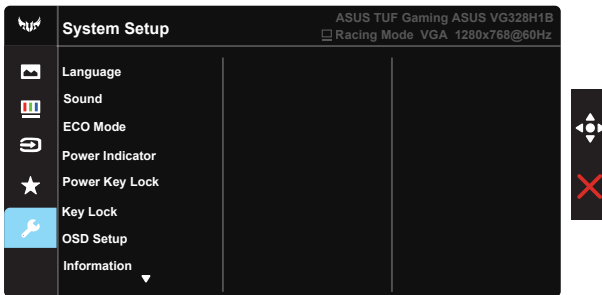 System Setup
ASUS TUF Gaming ASUS VG328H1B
Racing Mode VGA 1280x768@60Hz
Language
Sound
ECO Mode
Power Indicator
Power Key Lock
Key Lock
OSD Setup
Information